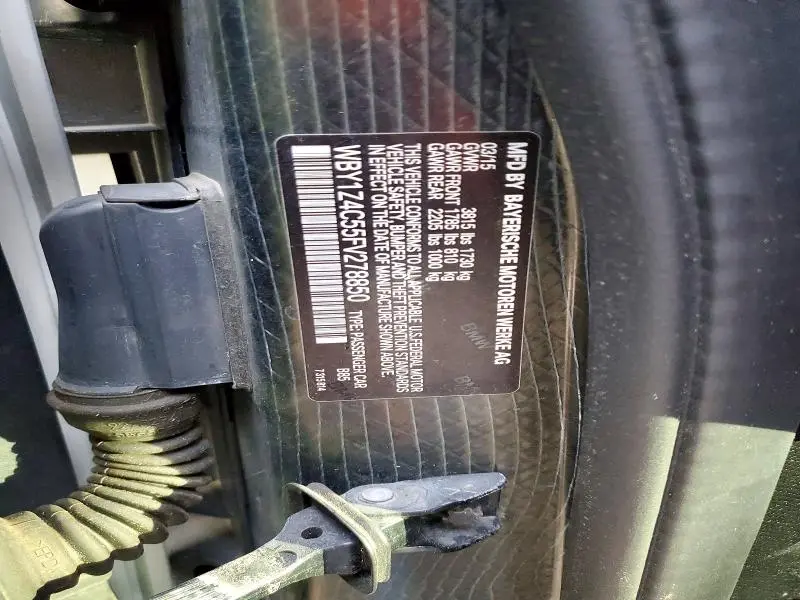 MFD BY BAYERISCHE MOTOREN WERKE AG
03/15
GVWR 3815 lbs 1730 kg
GAWR FRONT 1785 lbs 810 kg
GAWR REAR 2205 lbs 1000 kg
THIS VEHICLE CONFORMS TO ALL APPLICABLE U.S. FEDERAL MOTOR
VEHICLE SAFETY, BUMPER AND THEFT PREVENTION STANDARDS
IN EFFECT ON THE DATE OF MANUFACTURE SHOWN ABOVE.
WBY1Z4C55FV278850 TYPE: PASSENGER CAR
B85
7319814
BMW